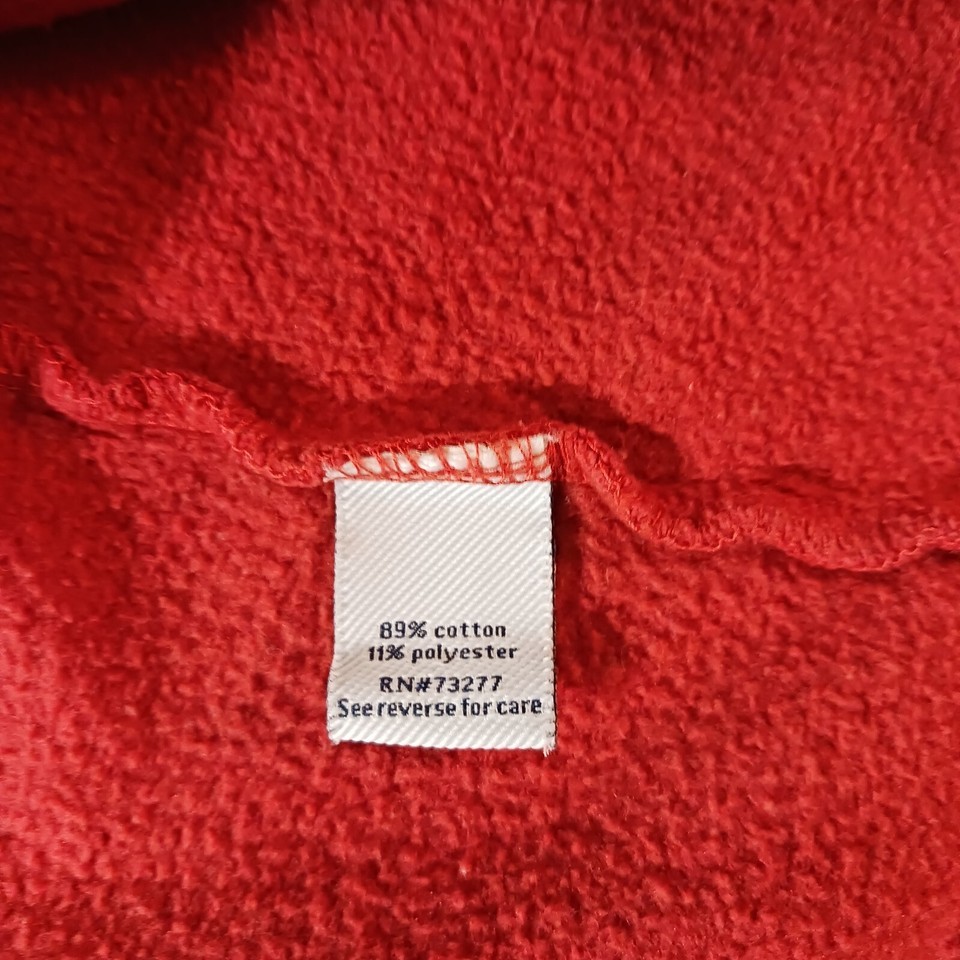 89% cotton
11% polyester
RN#73277
See reverse for care